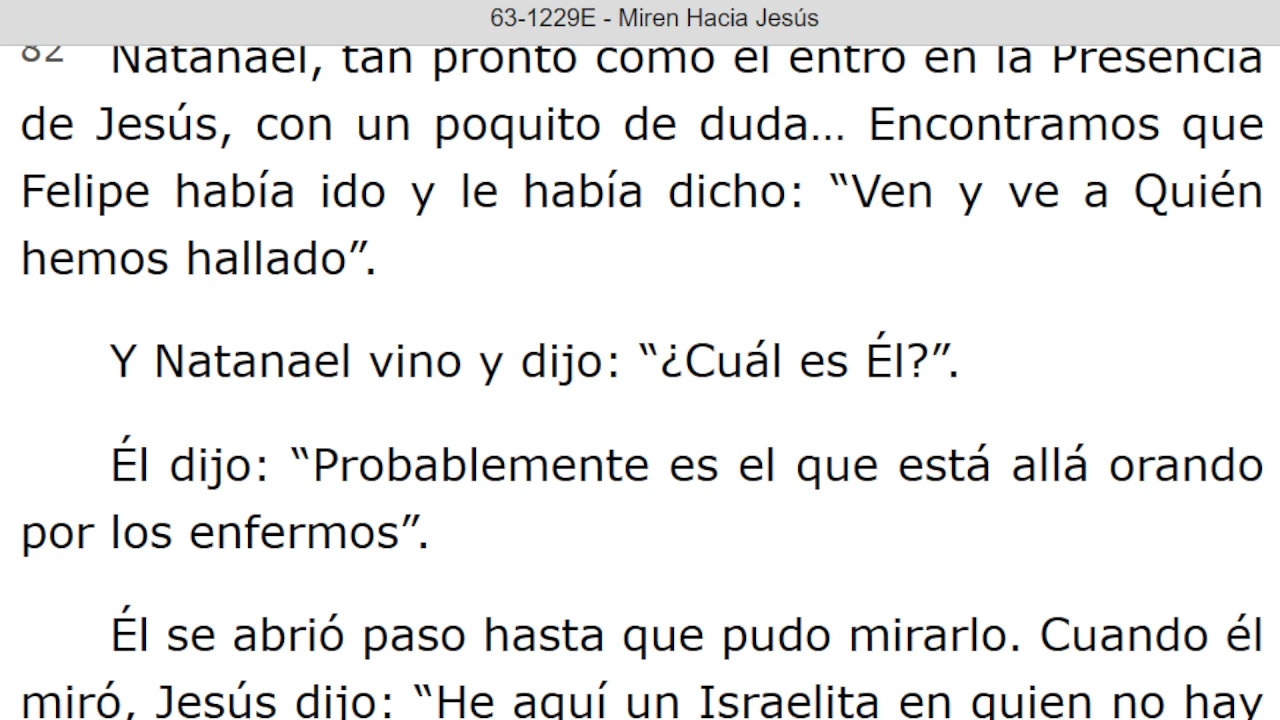 63-1229E - Miren Hacia Jesús
82 Natanael, tan pronto como él entró en la Presencia
de Jesús, con un poquito de duda... Encontramos que
Felipe había ido y le había dicho: “Ven y ve a Quién
hemos hallado”.
Y Natanael vino y dijo: “¿Cuál es Él?”.
Él dijo: “Probablemente es el que está allá orando
por los enfermos”.
Él se abrió paso hasta que pudo mirarlo. Cuando él
miró, Jesús dijo: “He aquí un Israelita en quien no hay